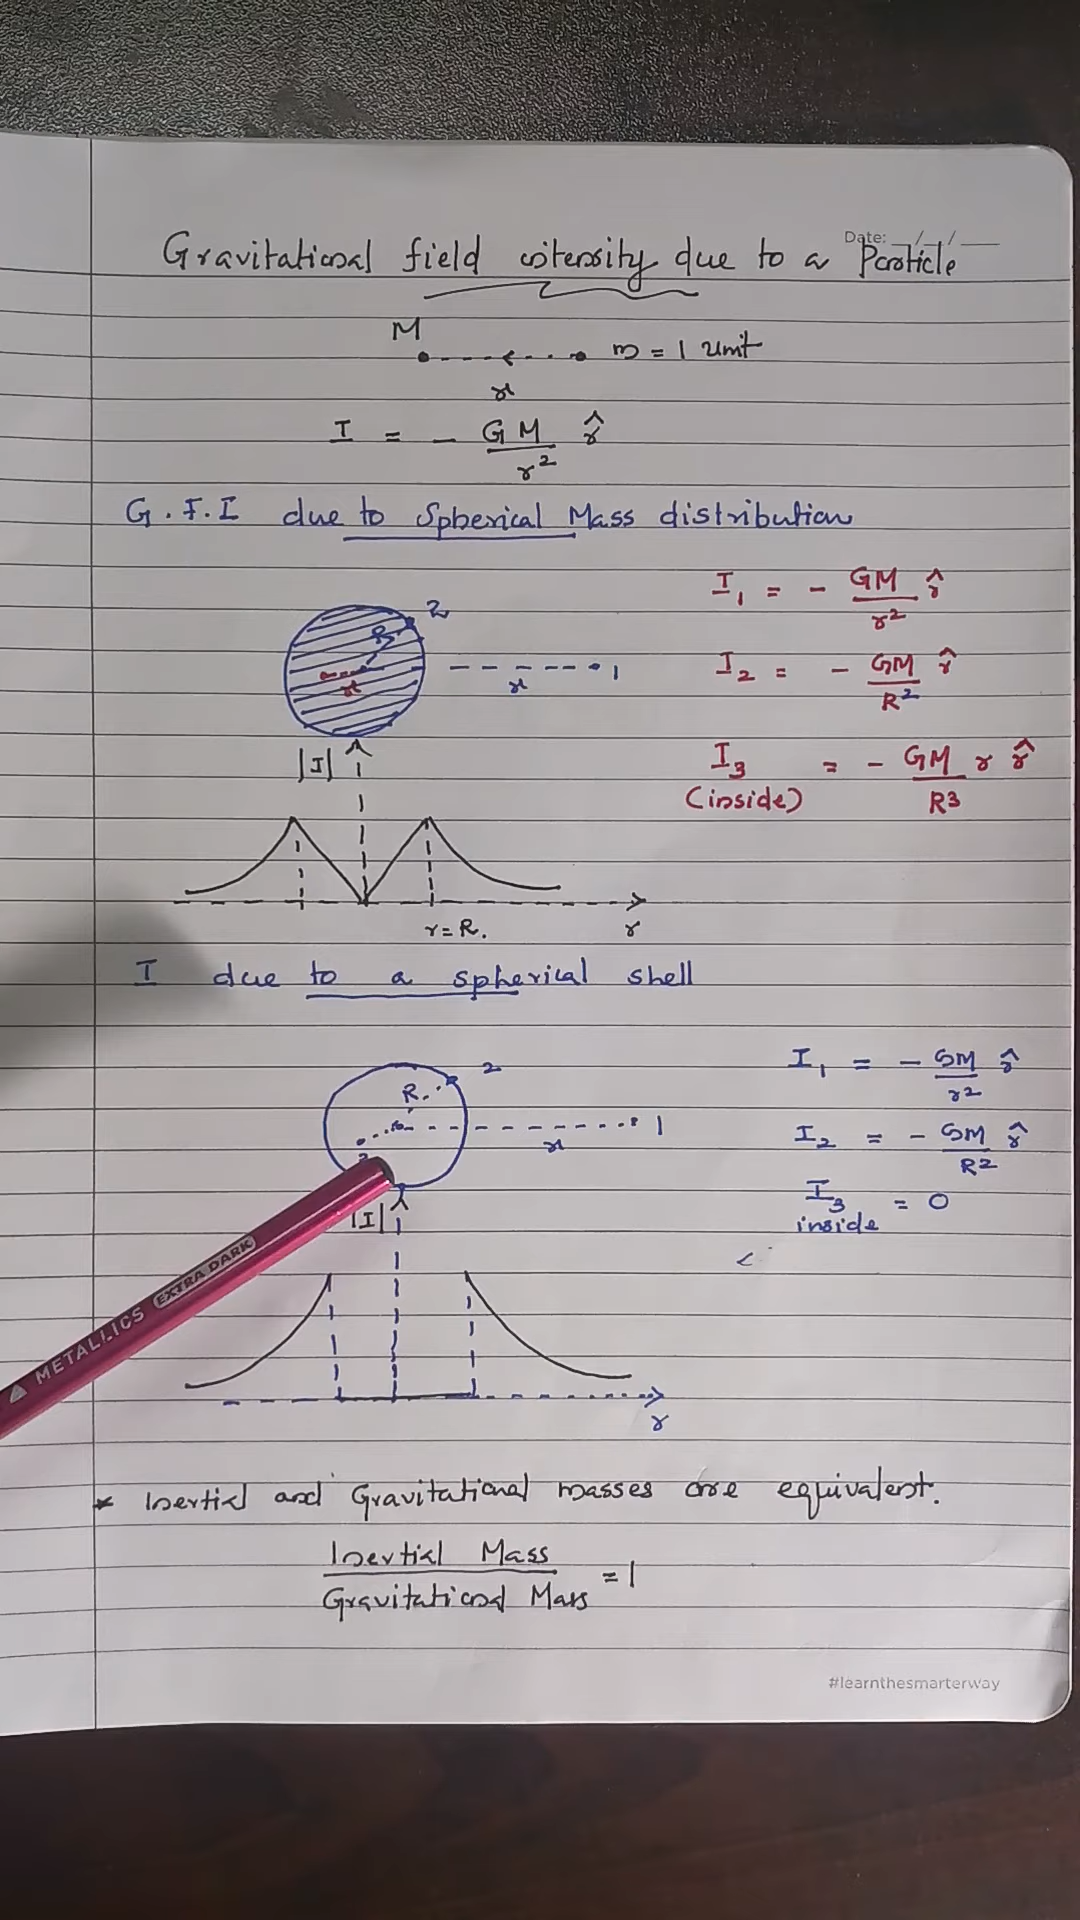 Date: __/__/__
Gravitational field intensity due to a Particle
M
m = 1 unit
r
I = - GM/r² r̂
G.F.I due to Spherical Mass distribution
I₁ = - GM/r² r̂
2
R
r
r 1
I₂ = - GM/R² r̂
|I|
I₃ (inside) = - GM/R³ r r̂
r = R.
r
I due to a spherical shell
I₁ = - GM/r² r̂
2
R
r 1
I₂ = - GM/R² r̂
I₃ inside = 0
|I|
METALLICS EXTRA DARK
r
* Inertial and Gravitational masses are equivalent.
Inertial Mass/Gravitational Mass = 1
#learnthesmarterway